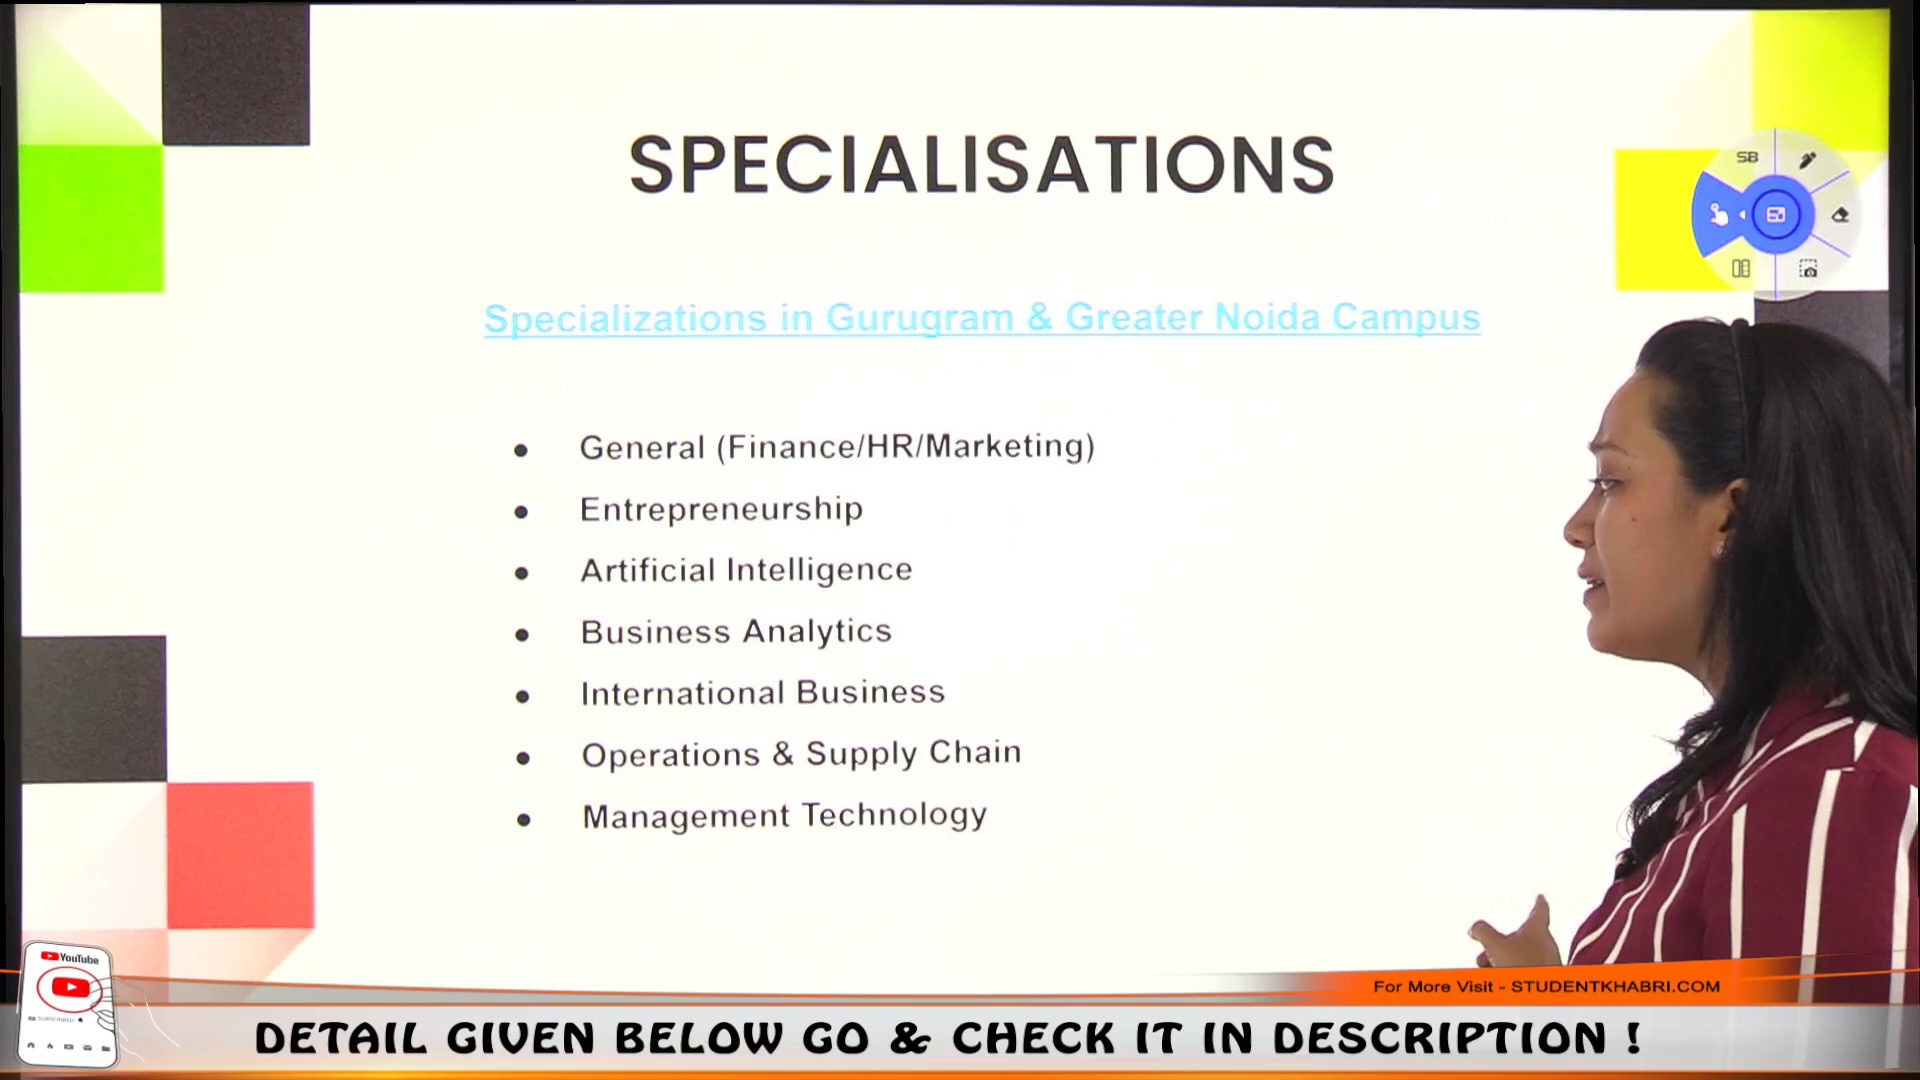 SPECIALISATIONS
SB
Specializations in Gurugram & Greater Noida Campus
● General (Finance/HR/Marketing)
● Entrepreneurship
● Artificial Intelligence
● Business Analytics
● International Business
● Operations & Supply Chain
● Management Technology
YouTube
SUBSCRIBED
For More Visit - STUDENTKHABRI.COM
DETAIL GIVEN BELOW GO & CHECK IT IN DESCRIPTION !